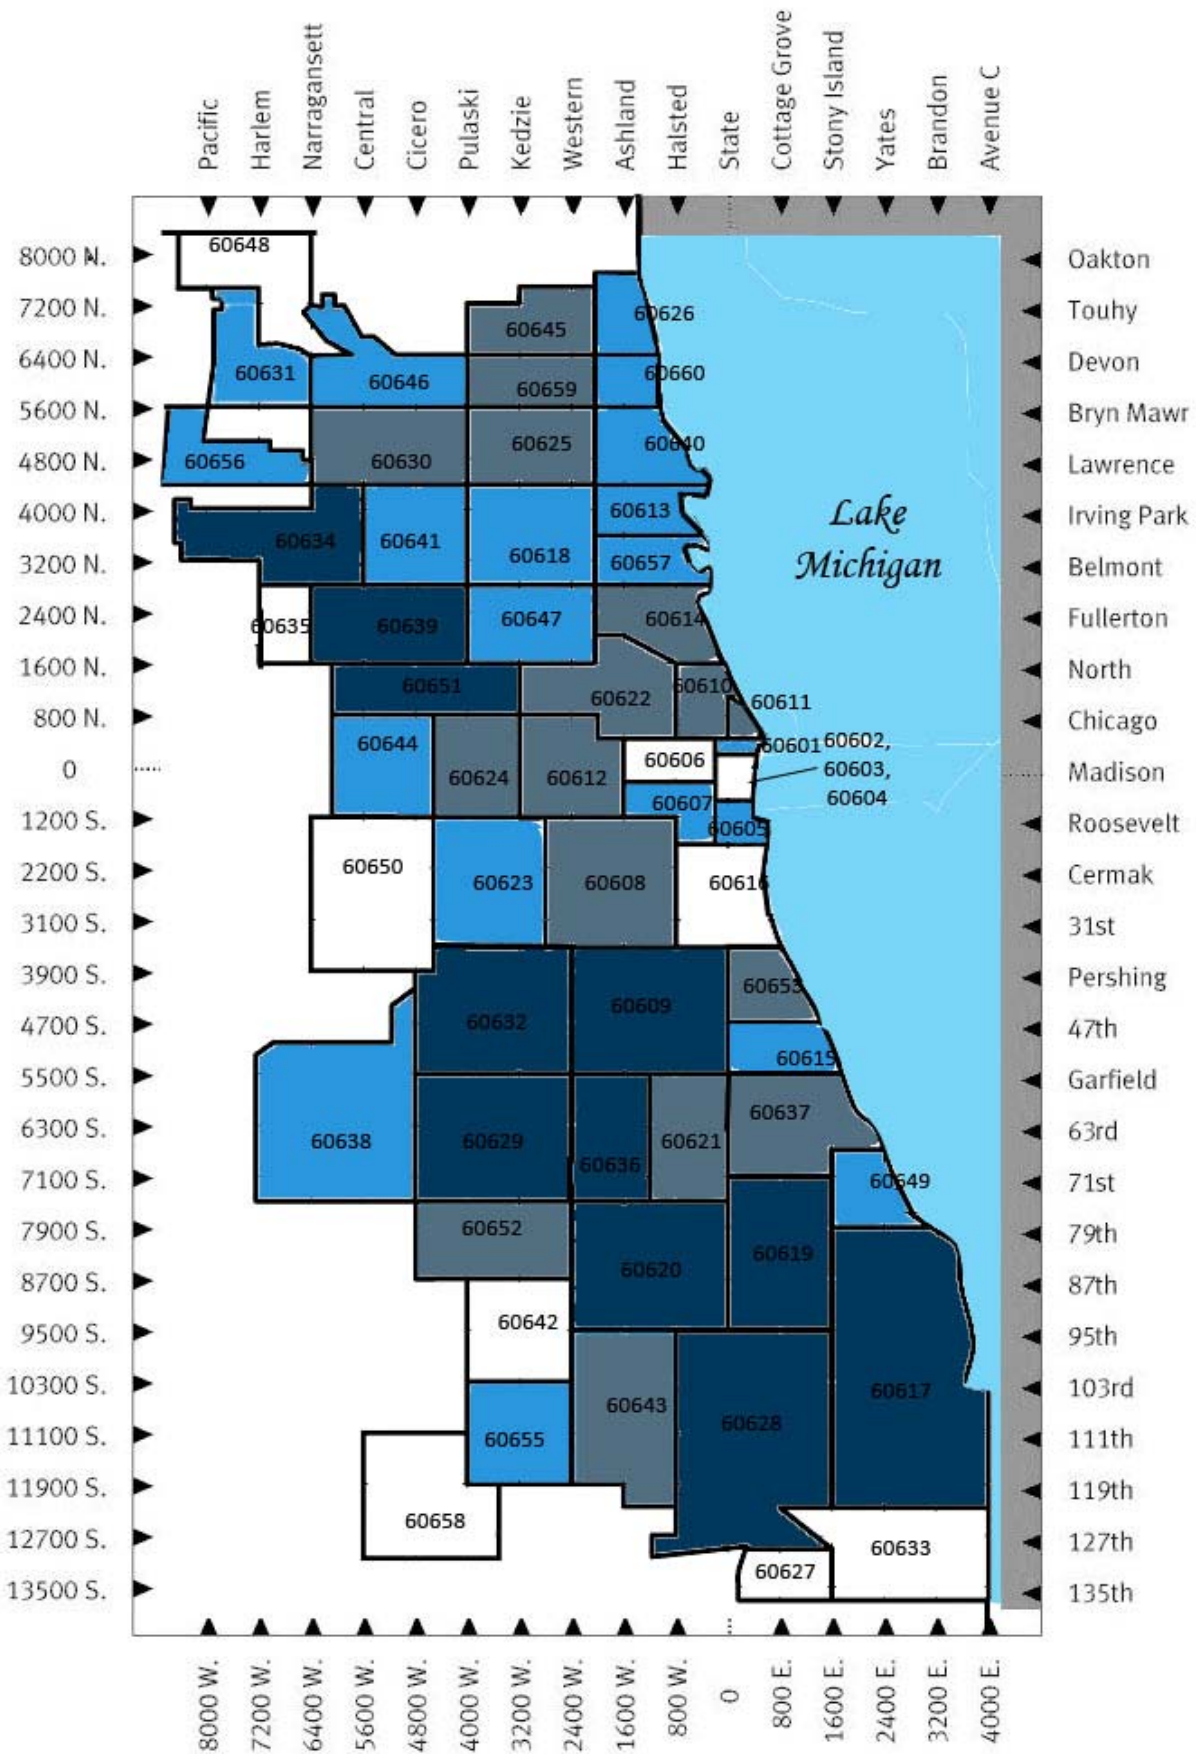 Pacific
Harlem
Narragansett
Central
Cicero
Pulaski
Kedzie
Western
Ashland
Halsted
State
Cottage Grove
Stony Island
Yates
Brandon
Avenue C
60648
8000 N.
Oakton
7200 N.
Touhy
60626
60645
6400 N.
Devon
60631
60646
60659
60660
5600 N.
Bryn Mawr
60656
60630
60625
60640
4800 N.
Lawrence
4000 N.
60613
Lake
Irving Park
60634
60641
60618
60657
Michigan
3200 N.
Belmont
2400 N.
60635
60639
60647
60614
Fullerton
1600 N.
North
60651
60622
60610
60611
800 N.
Chicago
60644
60601
60602,
60606
0
60624
60612
60603,
Madison
60607
60604
1200 S.
60605
Roosevelt
60650
2200 S.
60623
60608
60616
Cermak
3100 S.
31st
3900 S.
60653
Pershing
60632
60609
4700 S.
47th
60615
5500 S.
Garfield
60637
6300 S.
60638
60629
60636
60621
63rd
7100 S.
60649
71st
7900 S.
60652
79th
60620
60619
8700 S.
87th
60642
9500 S.
95th
10300 S.
60643
60617
103rd
60655
60628
11100 S.
111th
11900 S.
119th
60658
12700 S.
60633
127th
60627
13500 S.
135th
8000 W.
7200 W.
6400 W.
5600 W.
4800 W.
4000 W.
3200 W.
2400 W.
1600 W.
800 W.
0
800 E.
1600 E.
2400 E.
3200 E.
4000 E.